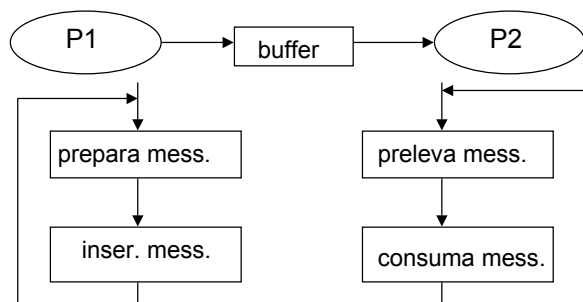 P1
buffer
P2
prepara mess.
preleva mess.
inser. mess.
consuma mess.